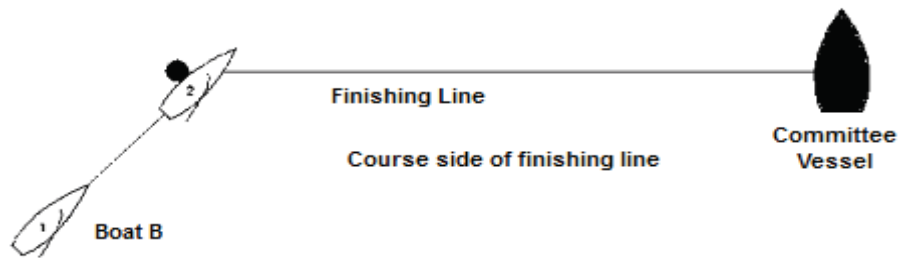 2
Finishing Line
Committee
Vessel
Course side of finishing line
1
Boat B